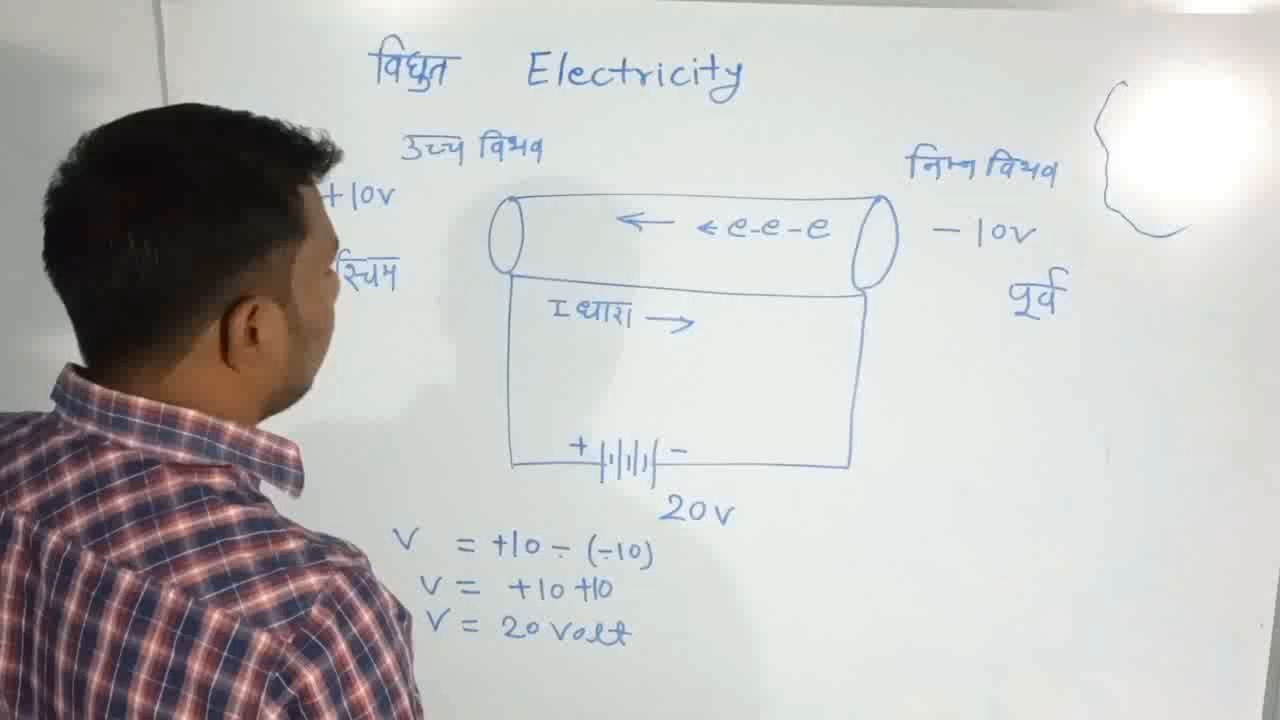 विधुत Electricity
उच्च विभव
निम्न विभव
+10v
-10v
पूर्व
← ← e-e-e
I धारा →
+ -
20v
V = +10 - (-10)
V = +10 +10
V = 20 Volt